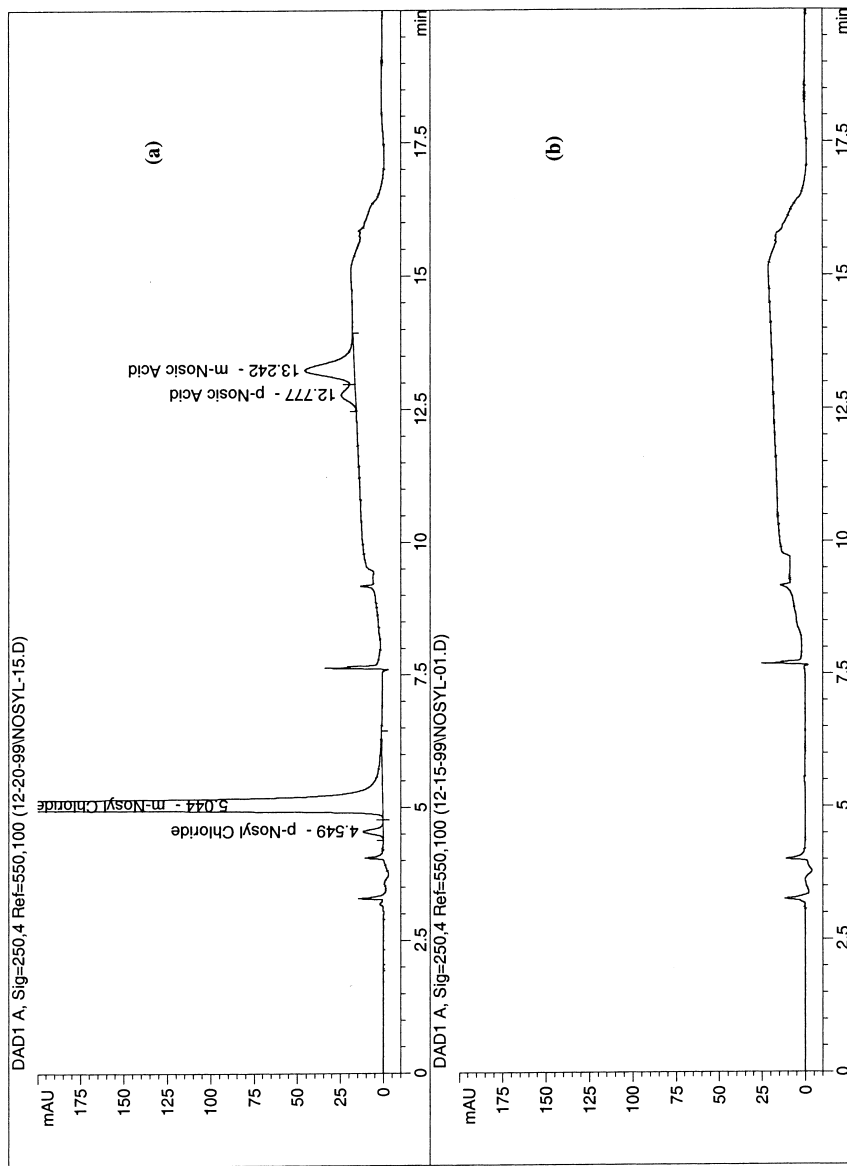 DAD1 A, Sig=250,4 Ref=550,100 (12-20-99\NOSYL-15.D)
mAU
175
150
125
100
75
50
25
0
4.549 - p-Nosyl Chloride
5.044 - m-Nosyl Chloride
12.777 - p-Nosic Acid
13.242 - m-Nosic Acid
(a)
0
2.5
5
7.5
10
12.5
15
17.5
min
DAD1 A, Sig=250,4 Ref=550,100 (12-15-99\NOSYL-01.D)
mAU
175
150
125
100
75
50
25
0
(b)
0
2.5
5
7.5
10
12.5
15
17.5
min